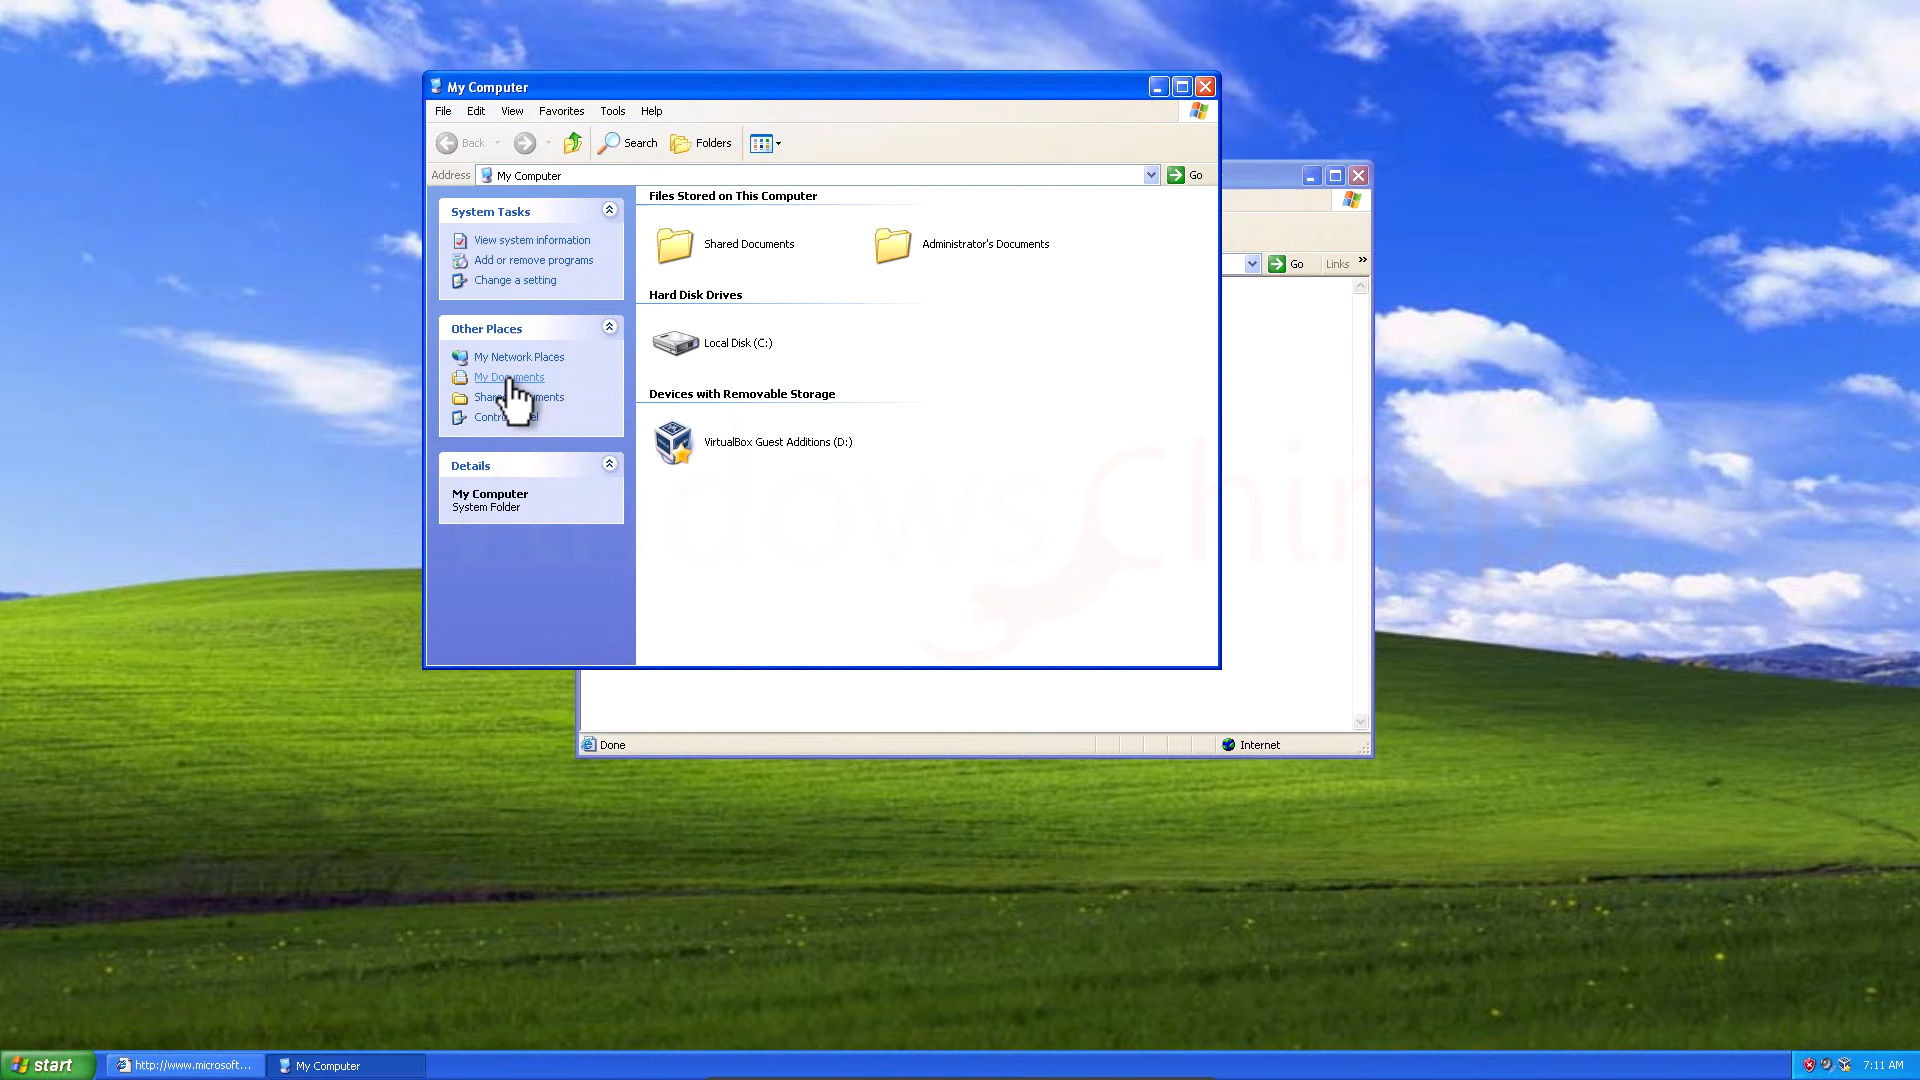 My Computer
File Edit View Favorites Tools Help
Back Search Folders
Address My Computer Go
System Tasks
View system information
Add or remove programs
Change a setting
Other Places
My Network Places
My Documents
Details
My Computer
System Folder
Files Stored on This Computer
Shared Documents Administrator's Documents
Hard Disk Drives
Local Disk (C:)
Devices with Removable Storage
VirtualBox Guest Additions (D:)
Go Links »
Done Internet
start http://www.microsoft... My Computer 7:11 AM